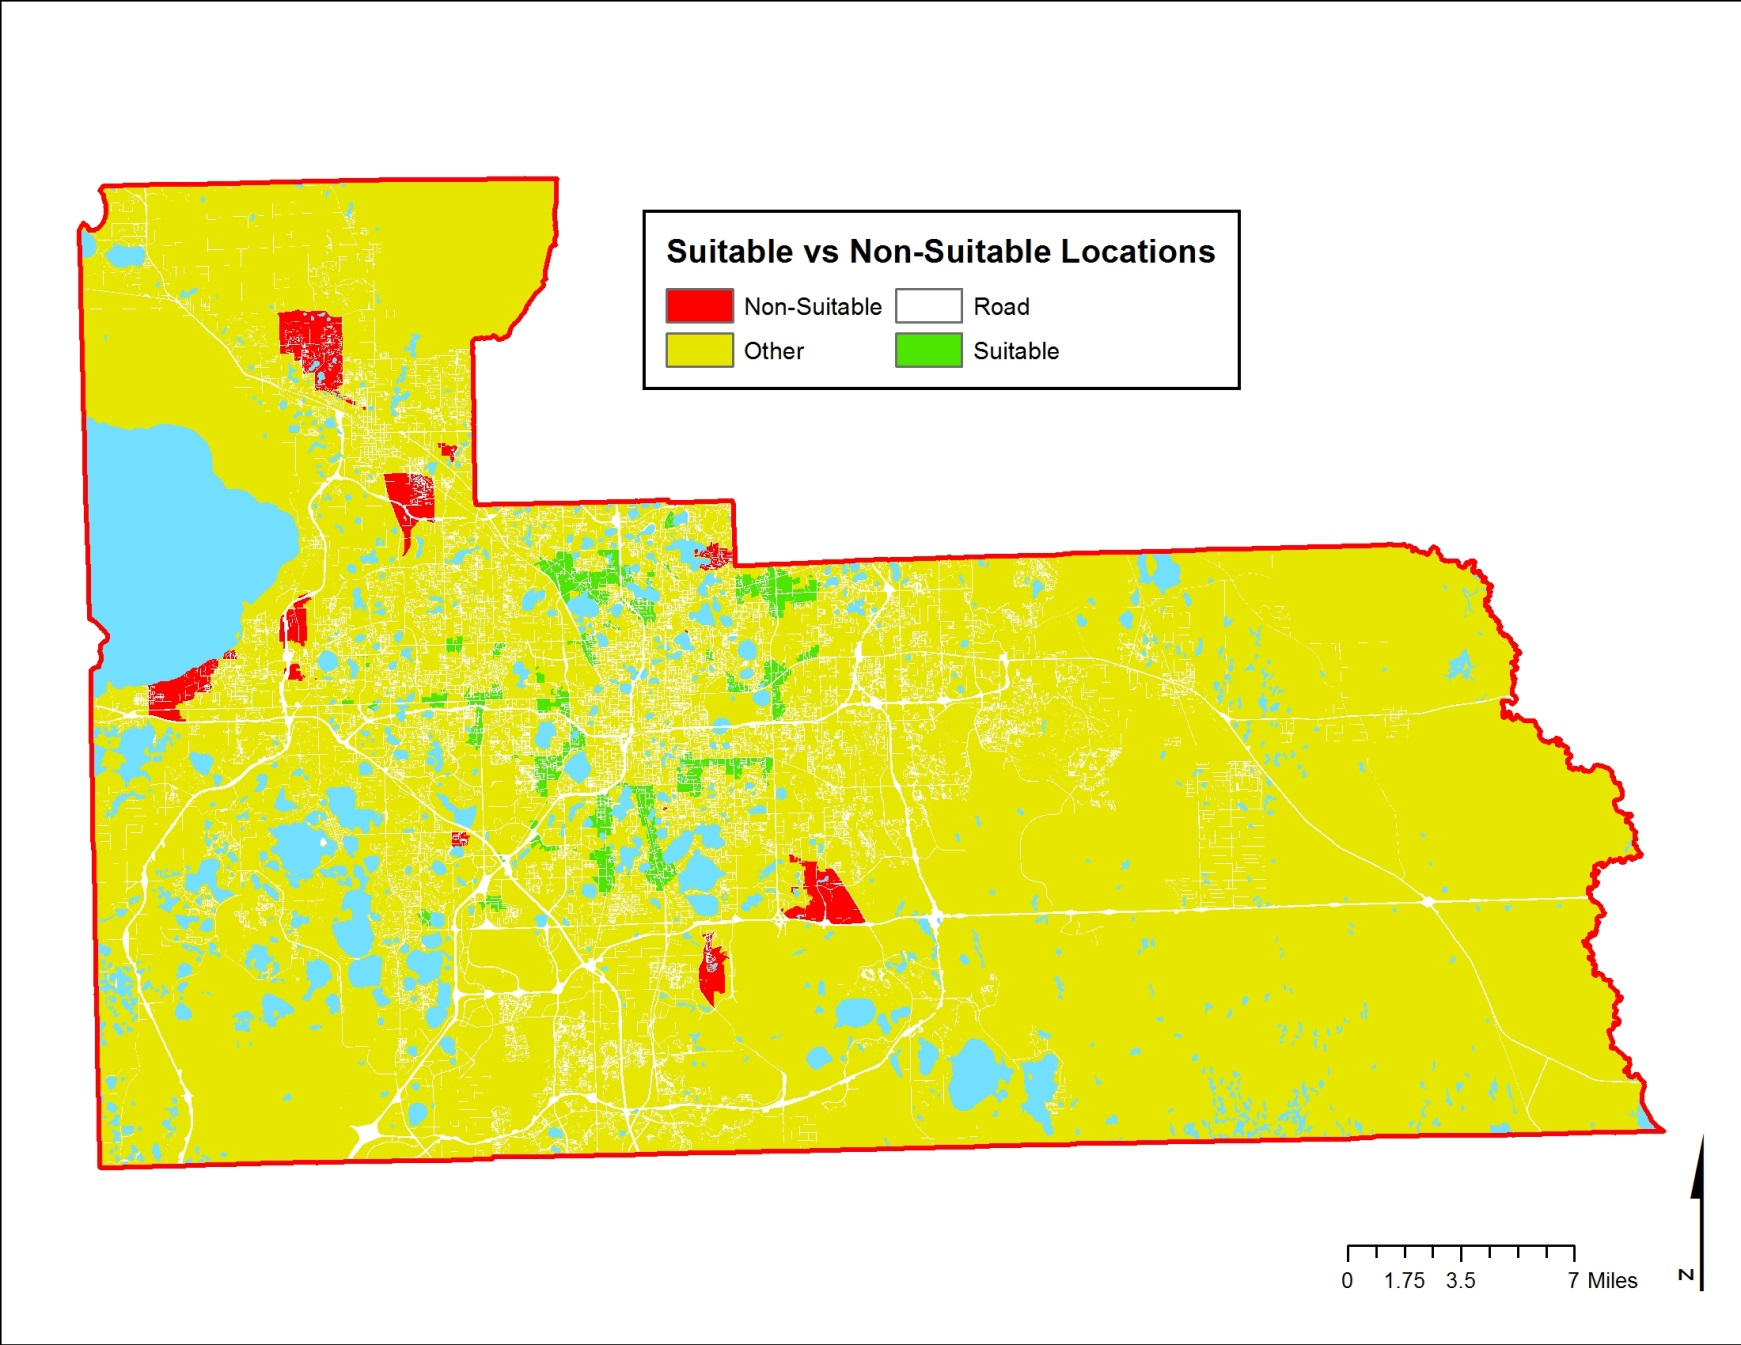 Suitable vs Non-Suitable Locations
Non-Suitable Road
Other Suitable
0 1.75 3.5 7 Miles
N